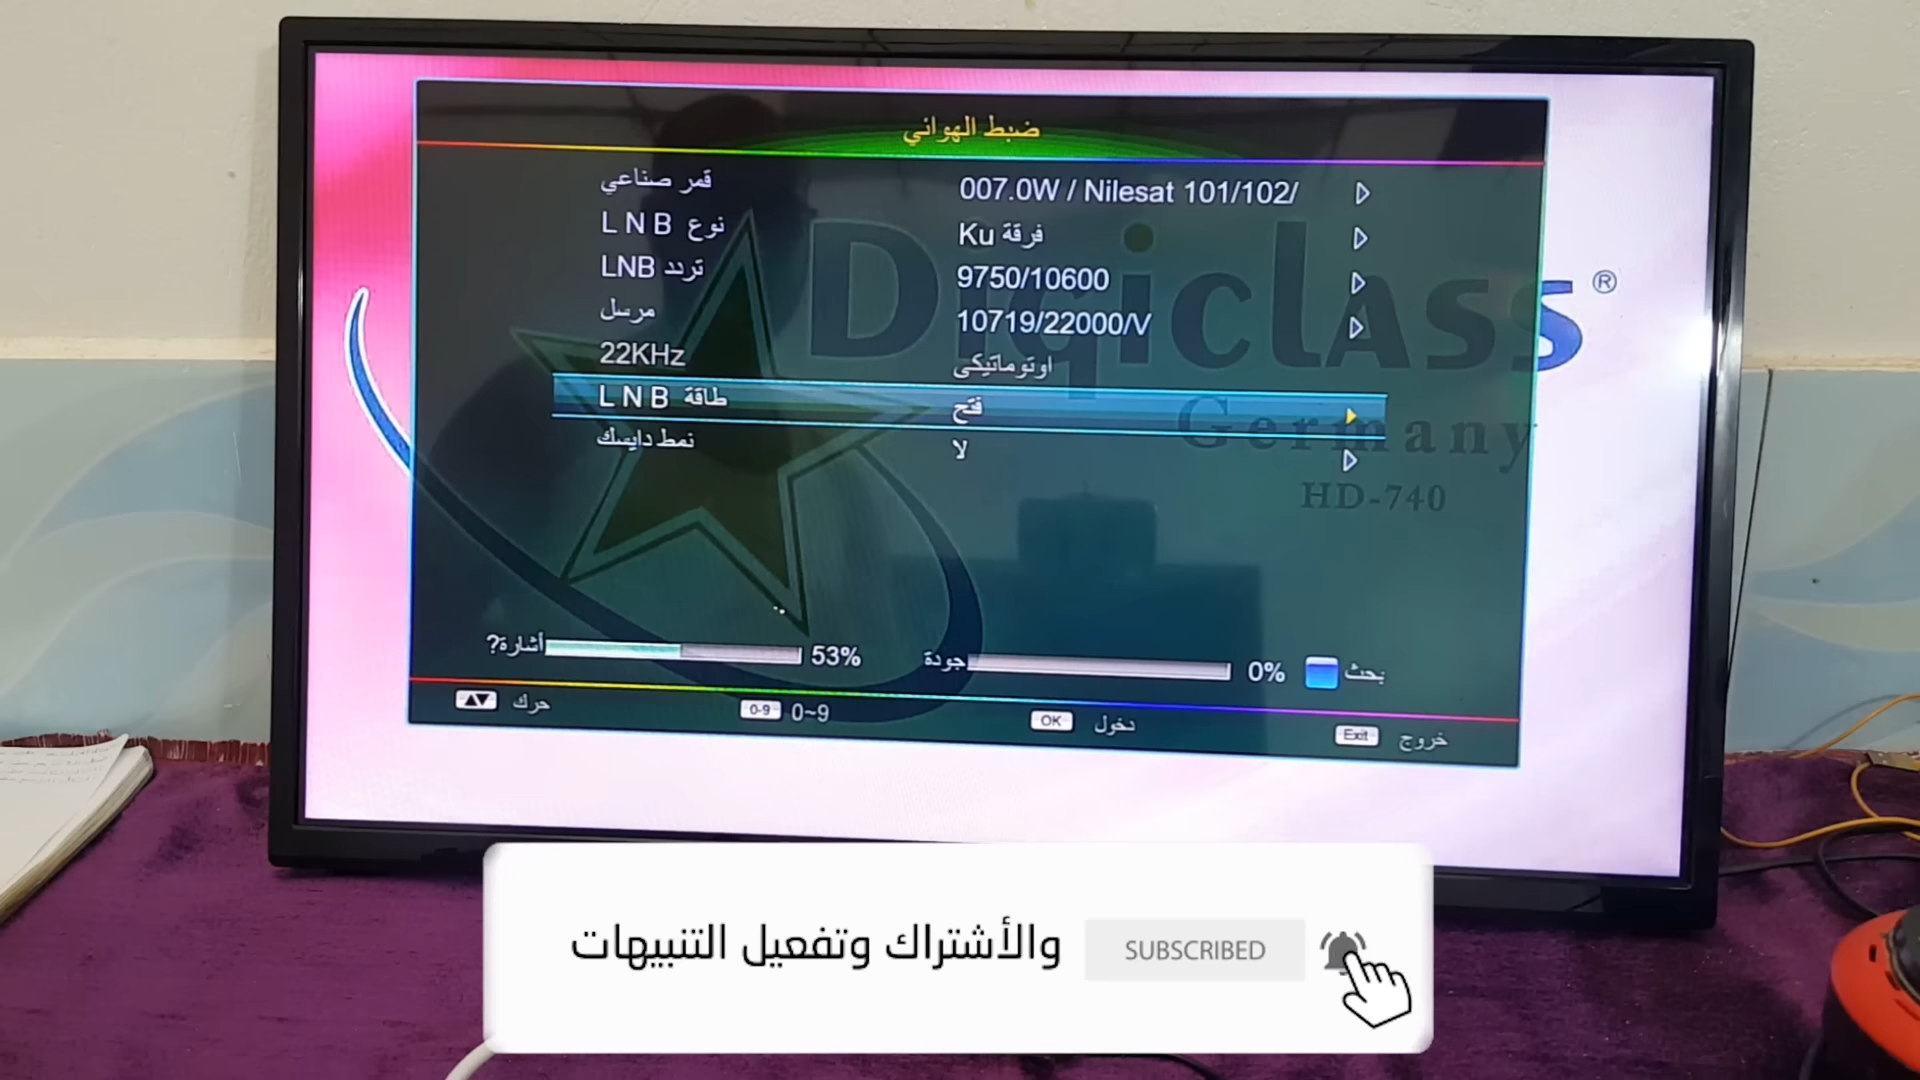 ضبط الهوائي
قمر صناعي 007.0W / Nilesat 101/102/
نوع LNB فرقة Ku
تردد LNB 9750/10600
مرسل 10719/22000/V
22KHz اوتوماتيكى
طاقة LNB فتح
نمط دايسك لا
Digiclass ®
Germany
HD-740
أشارة? 53% جودة 0% بحث
حرك 0-9 0~9 OK دخول Exit خروج
والأشتراك وتفعيل التنبيهات SUBSCRIBED